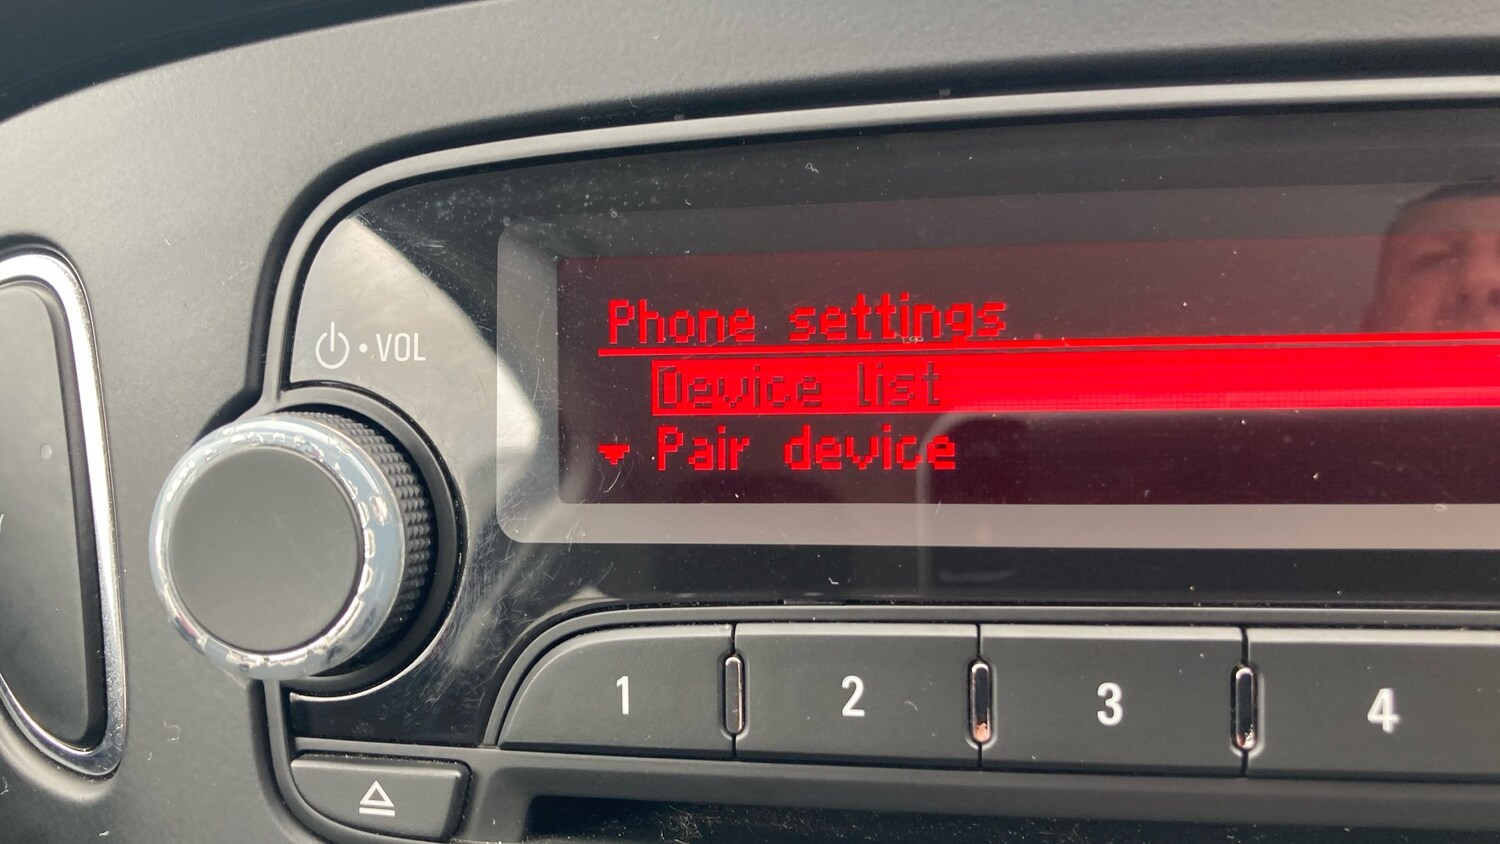 Phone settings
VOL
Device list
Pair device
1
2
3
4